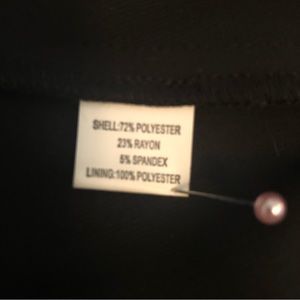 SHELL:72% POLYESTER
23% RAYON
5% SPANDEX
LINING:100% POLYESTER